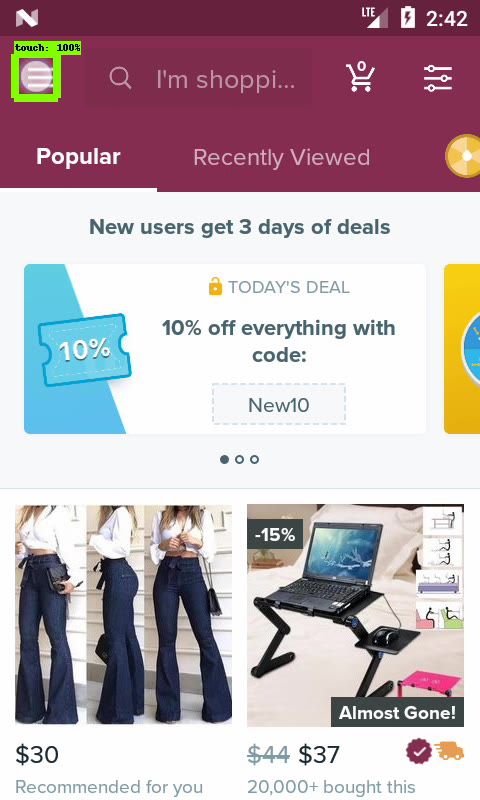 LTE 2:42
touch: 100%
I'm shoppi...
0
Popular
Recently Viewed
New users get 3 days of deals
TODAY'S DEAL
10%
10% off everything with
code:
New10
-15%
Almost Gone!
$30
$44 $37
Recommended for you
20,000+ bought this